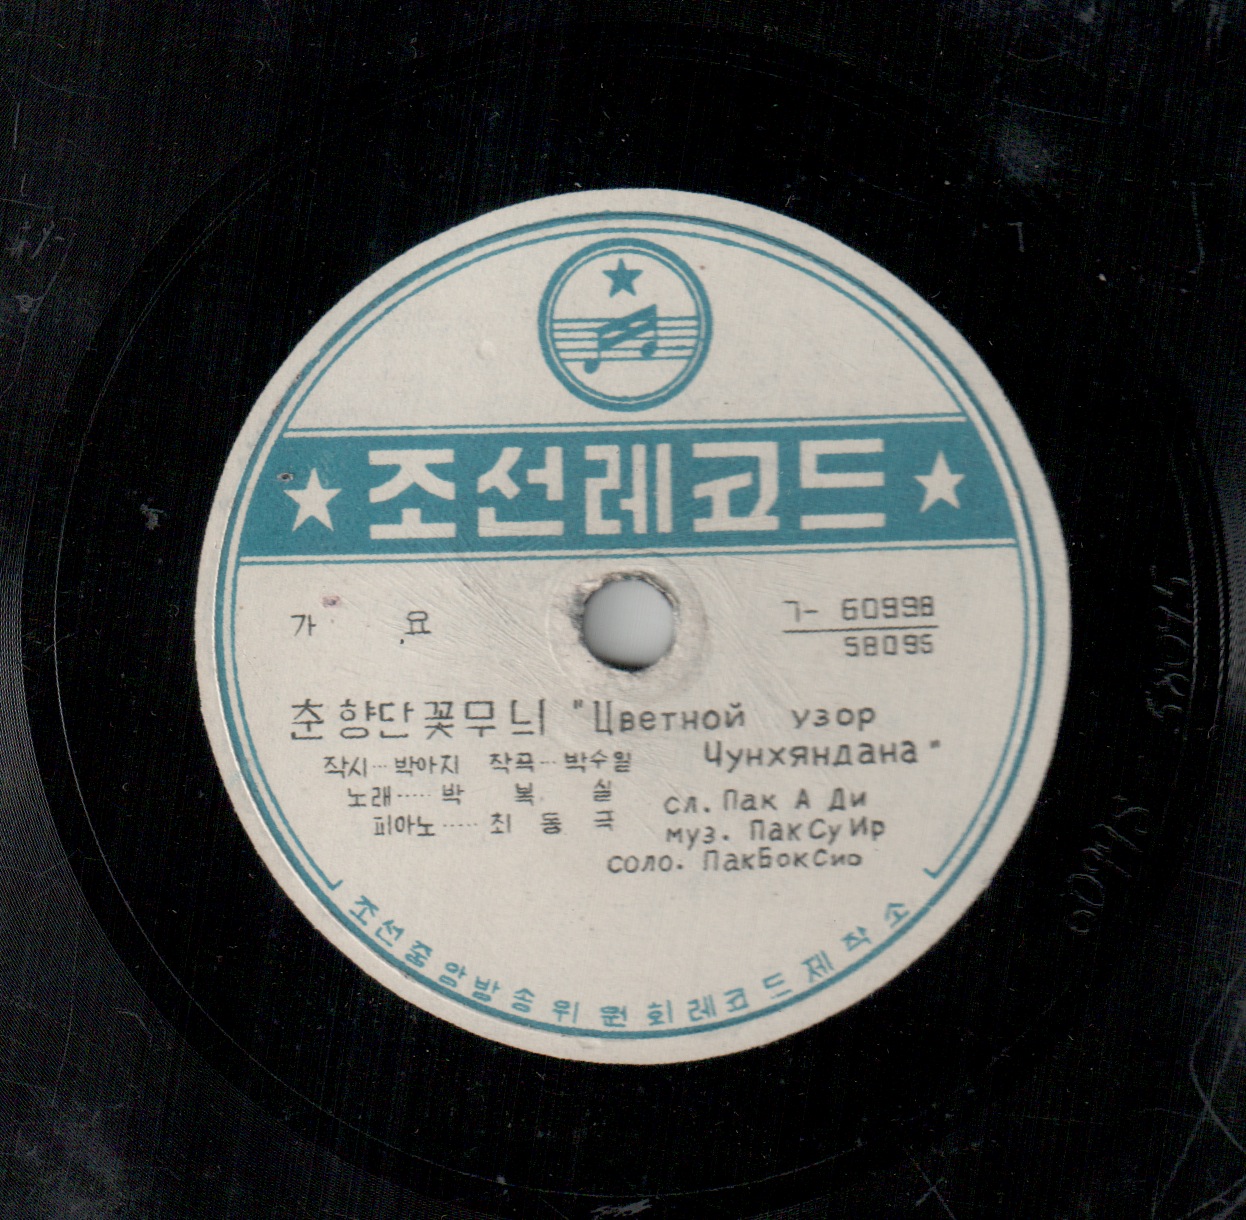 조선레코드
가 요
ㄱ- 60998
58095
춘향단꽃무늬 "Цветной узор
Чунхяндана"
작시···박아지 작곡···박수일
노래·····박 복 실
피아노·····최 동 극
сл. Пак А Ди
муз. Пак Су Ир
соло. Пак Бок Сио
조선중앙방송위원회레코드제작소